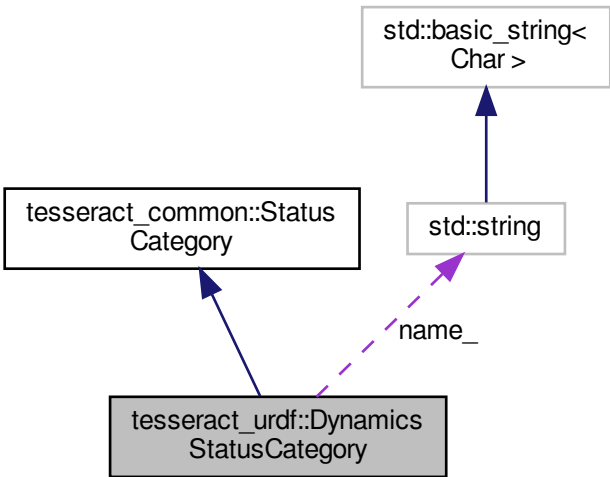 std::basic_string<
Char >
tesseract_common::Status
Category
std::string
name_
tesseract_urdf::Dynamics
StatusCategory